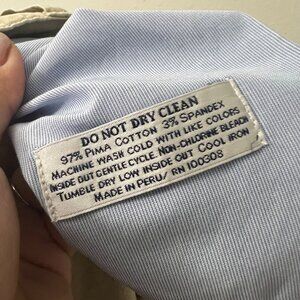 DO NOT DRY CLEAN
97% PIMA COTTON 3% SPANDEX
MACHINE WASH COLD WITH LIKE COLORS
INSIDE OUT GENTLE CYCLE NON-CHLORINE BLEACH
TUMBLE DRY LOW INSIDE OUT COOL IRON
MADE IN PERU/ RN 100308